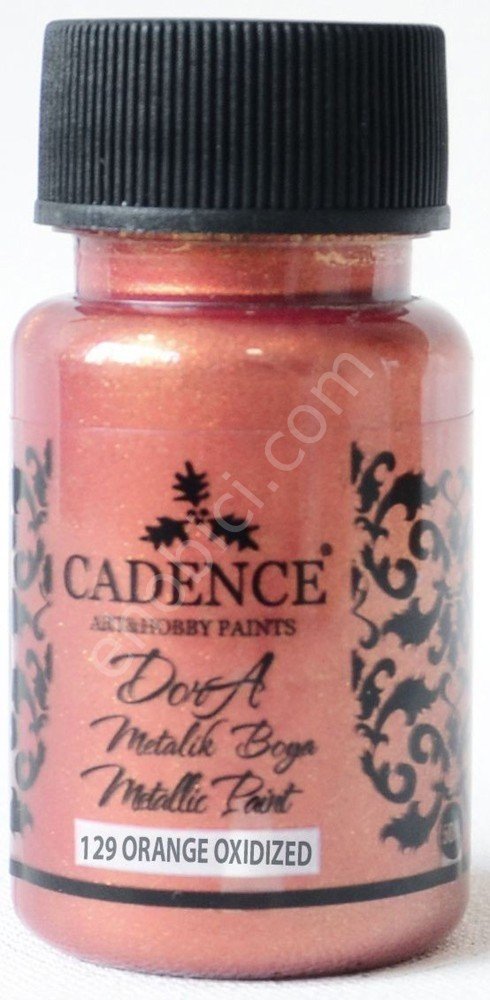 CADENCE®
ART&HOBBY PAINTS
DorA
Metalik Boya
Metallic Paint
129 ORANGE OXIDIZED